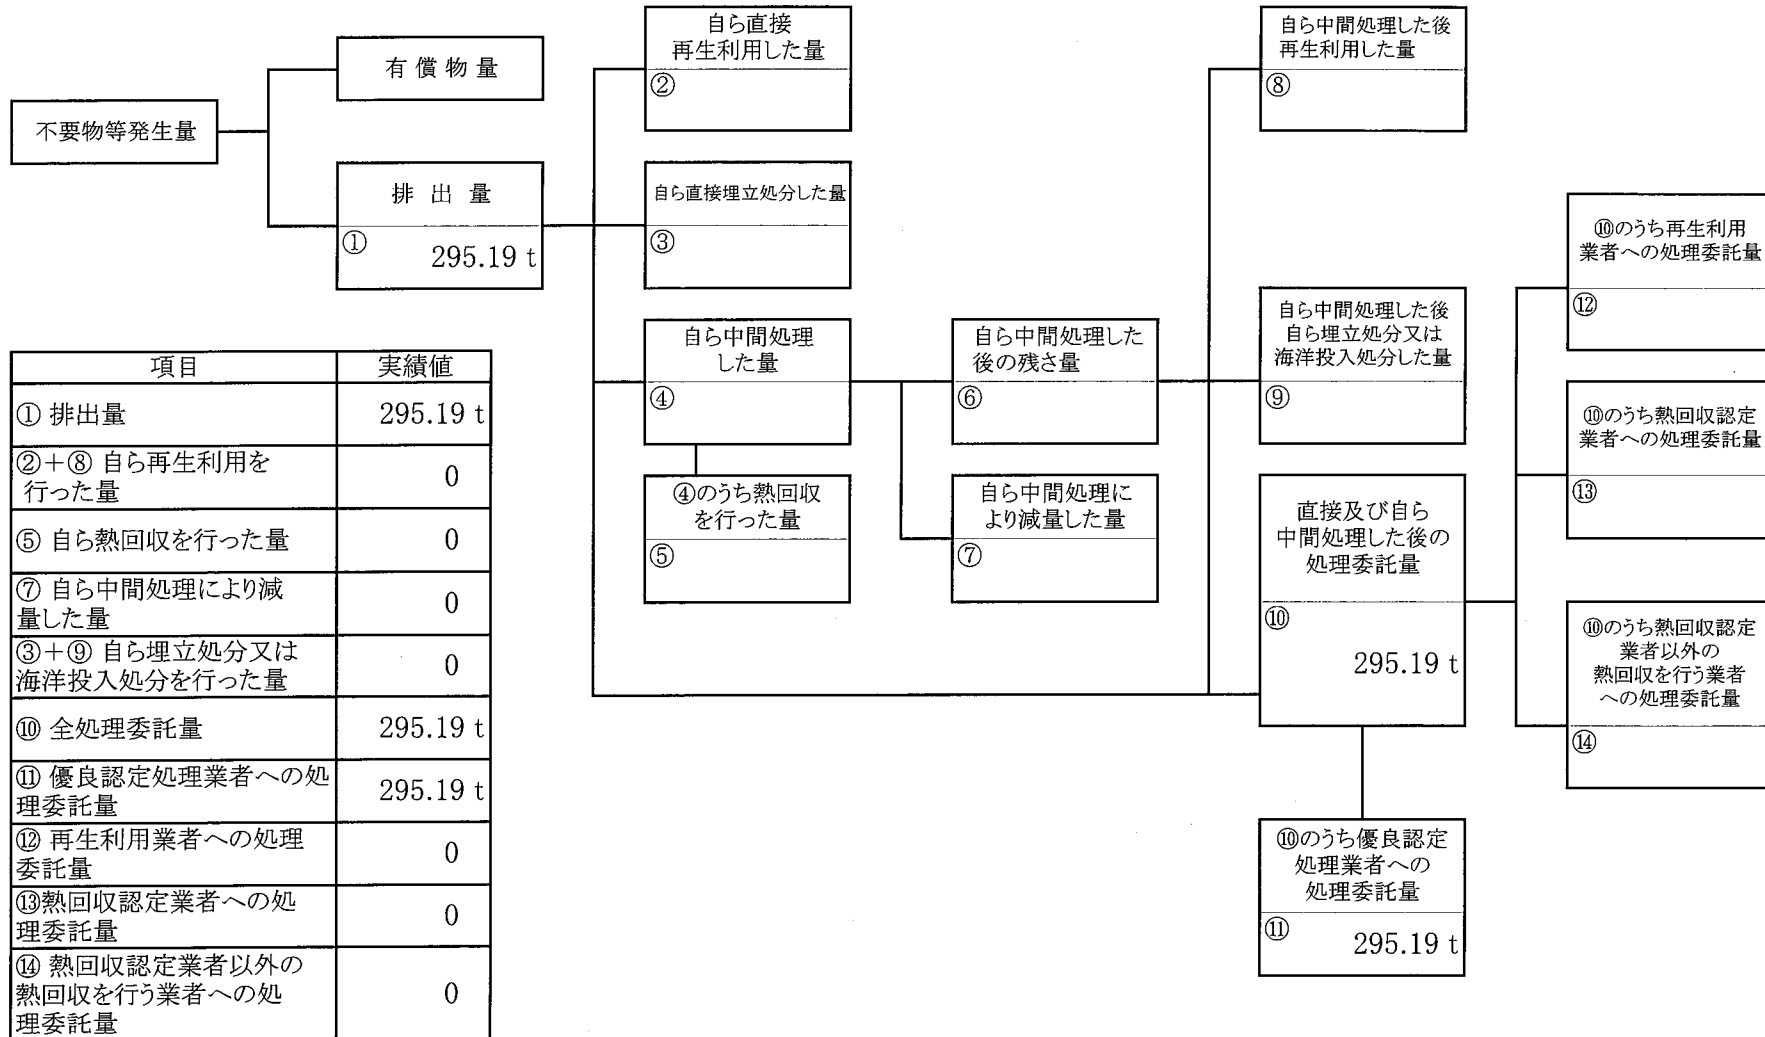 不要物等発生量
有償物量
排出量
①
295.19 t
自ら直接
再生利用した量
②
自ら直接埋立処分した量
③
自ら中間処理
した量
④
④のうち熱回収
を行った量
⑤
自ら中間処理した
後の残さ量
⑥
自ら中間処理に
より減量した量
⑦
自ら中間処理した後
再生利用した量
⑧
自ら中間処理した後
自ら埋立処分又は
海洋投入処分した量
⑨
直接及び自ら
中間処理した後の
処理委託量
⑩
295.19 t
⑩のうち優良認定
処理業者への
処理委託量
⑪
295.19 t
⑩のうち再生利用
業者への処理委託量
⑫
⑩のうち熱回収認定
業者への処理委託量
⑬
⑩のうち熱回収認定
業者以外の
熱回収を行う業者
への処理委託量
⑭
項目 実績値
① 排出量 295.19 t
②+⑧ 自ら再生利用を
行った量 0
⑤ 自ら熱回収を行った量 0
⑦ 自ら中間処理により減
量した量 0
③+⑨ 自ら埋立処分又は
海洋投入処分を行った量 0
⑩ 全処理委託量 295.19 t
⑪ 優良認定処理業者への処
理委託量 295.19 t
⑫ 再生利用業者への処理
委託量 0
⑬熱回収認定業者への処
理委託量 0
⑭ 熱回収認定業者以外の
熱回収を行う業者への処
理委託量 0